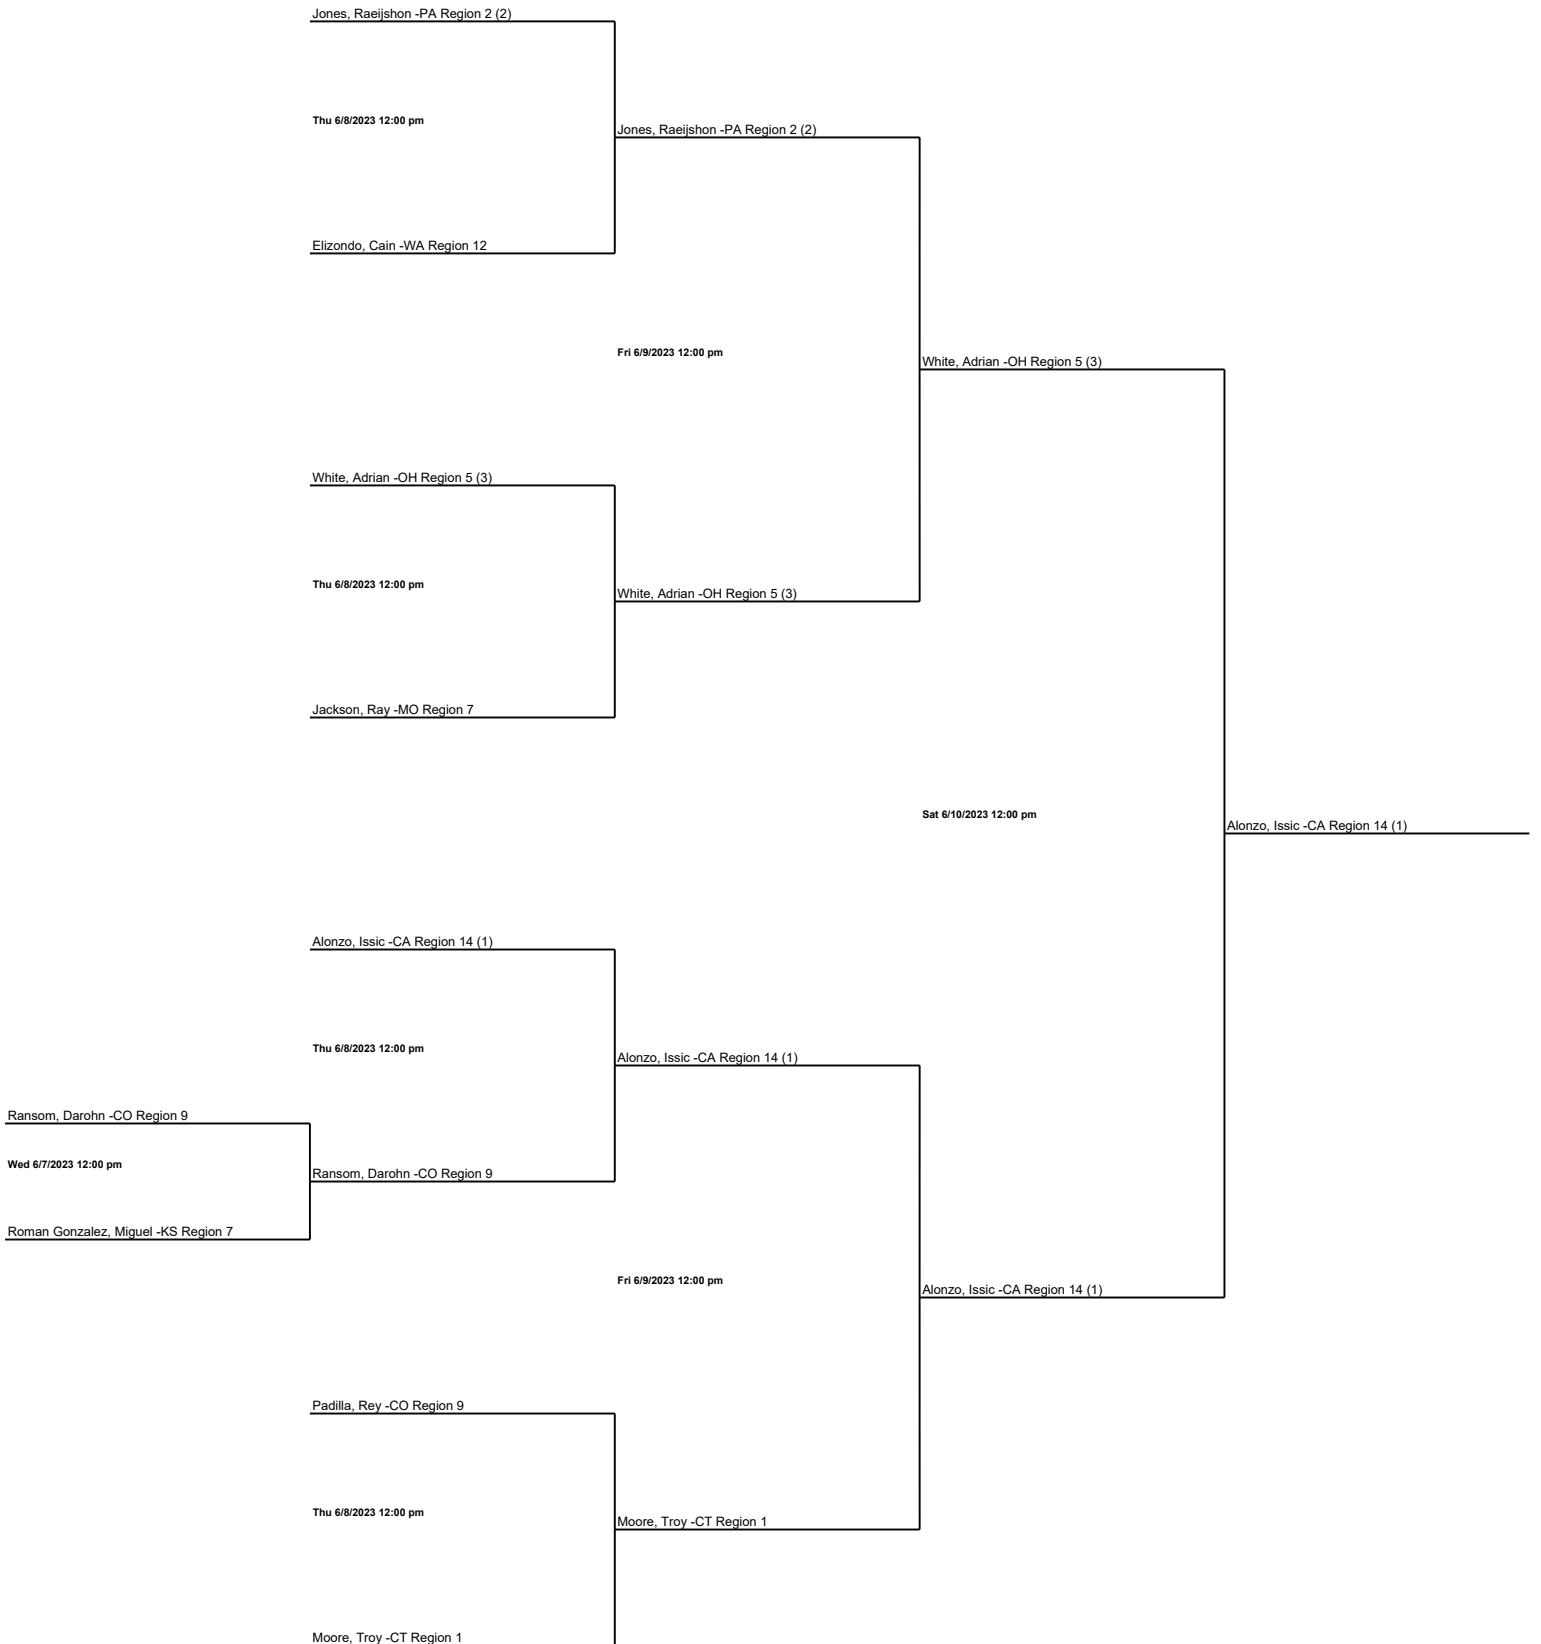 Jones, Raeijshon -PA Region 2 (2)
Thu 6/8/2023 12:00 pm
Jones, Raeijshon -PA Region 2 (2)
Elizondo, Cain -WA Region 12
Fri 6/9/2023 12:00 pm
White, Adrian -OH Region 5 (3)
White, Adrian -OH Region 5 (3)
Thu 6/8/2023 12:00 pm
White, Adrian -OH Region 5 (3)
Jackson, Ray -MO Region 7
Sat 6/10/2023 12:00 pm
Alonzo, Issic -CA Region 14 (1)
Alonzo, Issic -CA Region 14 (1)
Thu 6/8/2023 12:00 pm
Alonzo, Issic -CA Region 14 (1)
Ransom, Darohn -CO Region 9
Wed 6/7/2023 12:00 pm
Ransom, Darohn -CO Region 9
Roman Gonzalez, Miguel -KS Region 7
Fri 6/9/2023 12:00 pm
Alonzo, Issic -CA Region 14 (1)
Padilla, Rey -CO Region 9
Thu 6/8/2023 12:00 pm
Moore, Troy -CT Region 1
Moore, Troy -CT Region 1